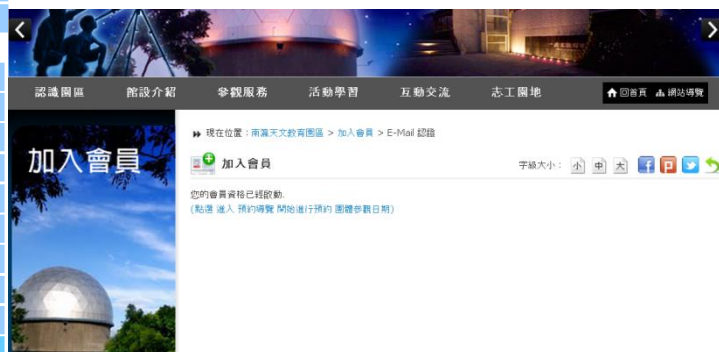 認識園區 館設介紹 參觀服務 活動學習 互動交流 志工園地 回首頁 網站導覽
現在位置：南瀛天文教育園區 > 加入會員 > E-Mail 認證
加入會員
加入會員 字級大小： 小 中 大
您的會員資格已經啟動.
(點選 進入 預約導覽 開始進行預約 團體參觀日期)